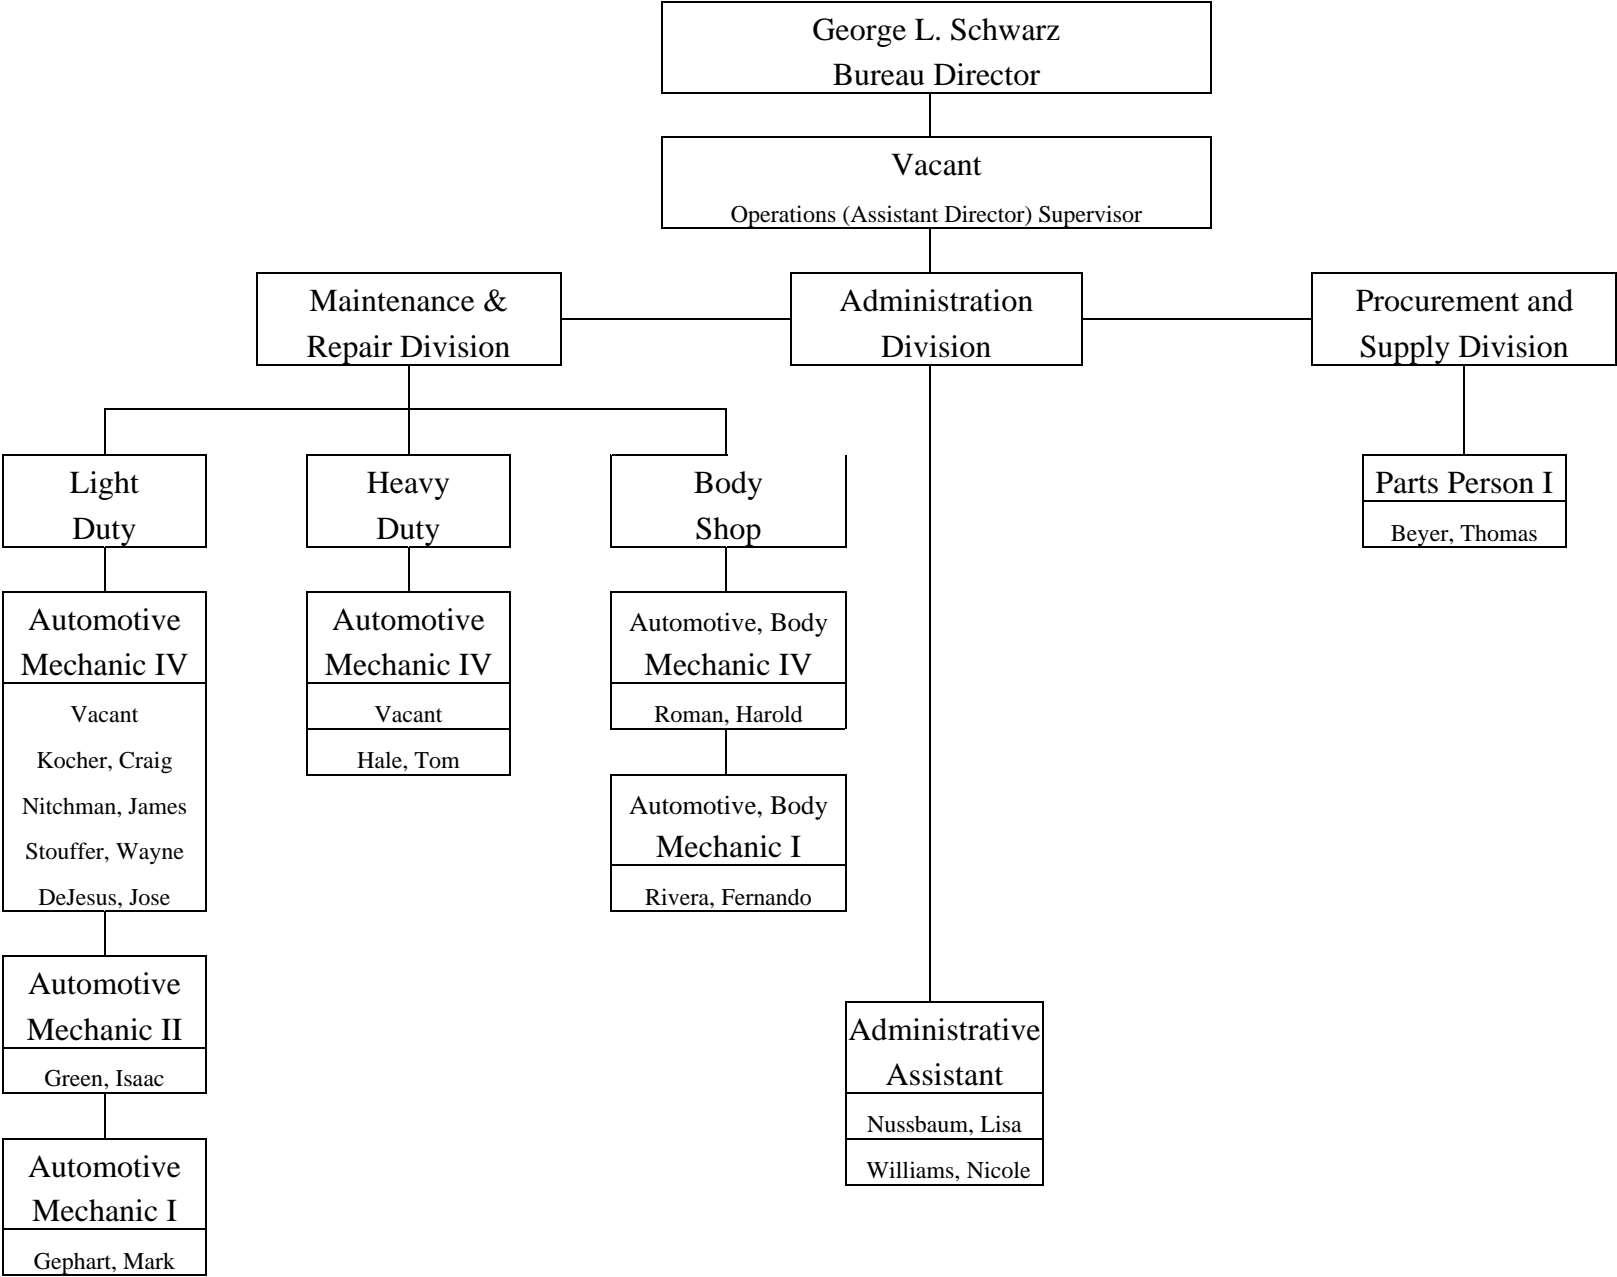 George L. Schwarz
Bureau Director
Vacant
Operations (Assistant Director) Supervisor
Maintenance &
Repair Division
Administration
Division
Procurement and
Supply Division
Light
Duty
Heavy
Duty
Body
Shop
Parts Person I
Beyer, Thomas
Automotive
Mechanic IV
Vacant
Kocher, Craig
Nitchman, James
Stouffer, Wayne
DeJesus, Jose
Automotive
Mechanic II
Green, Isaac
Automotive
Mechanic I
Gephart, Mark
Automotive
Mechanic IV
Vacant
Hale, Tom
Automotive, Body
Mechanic IV
Roman, Harold
Automotive, Body
Mechanic I
Rivera, Fernando
Administrative
Assistant
Nussbaum, Lisa
Williams, Nicole